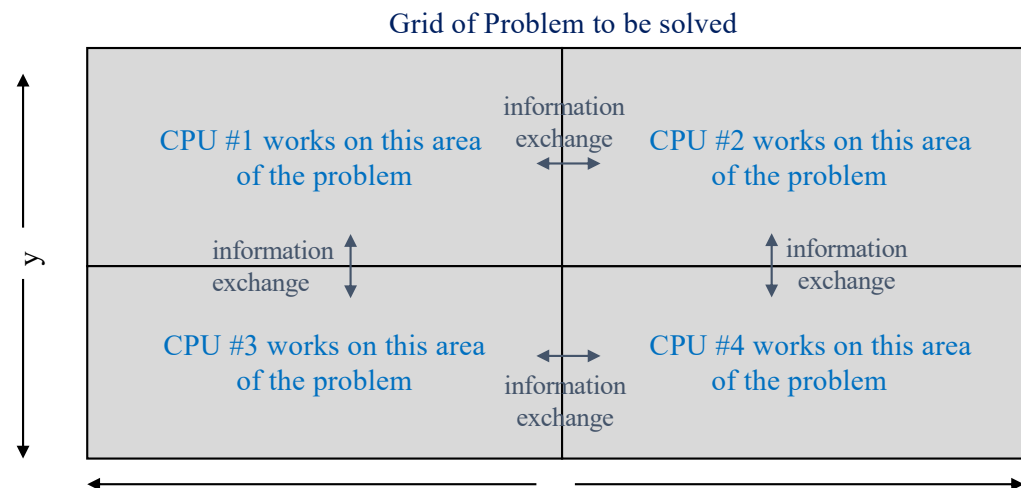 Grid of Problem to be solved
information
exchange
CPU #1 works on this area
of the problem
CPU #2 works on this area
of the problem
y
information
exchange
information
exchange
CPU #3 works on this area
of the problem
CPU #4 works on this area
of the problem
information
exchange